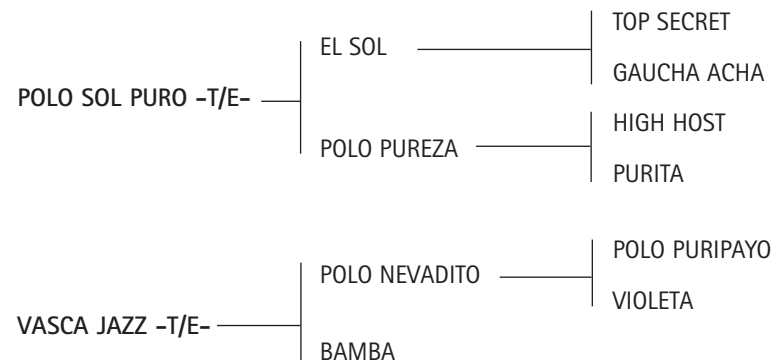 TOP SECRET
EL SOL
GAUCHA ACHA
POLO SOL PURO -T/E-
HIGH HOST
POLO PUREZA
PURITA
POLO PURIPAYO
POLO NEVADITO
VIOLETA
VASCA JAZZ -T/E-
BAMBA